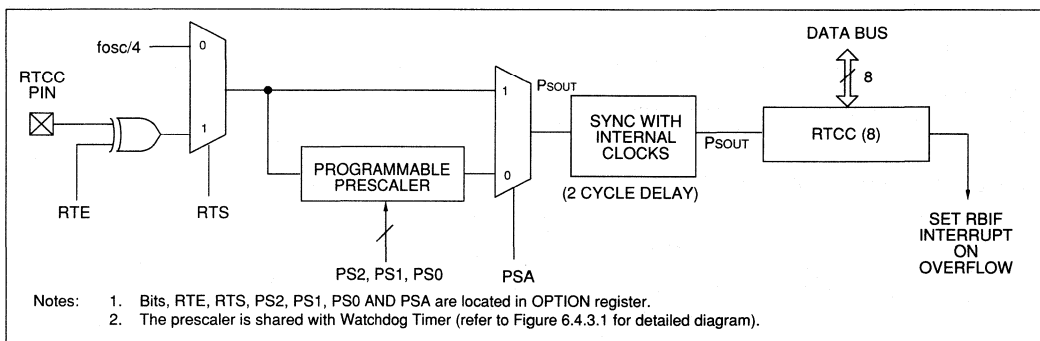 DATA BUS
8
fosc/4
0
RTCC
PIN
1
RTE
RTS
PROGRAMMABLE
PRESCALER
PS2, PS1, PS0
1
0
PSA
PSOUT
SYNC WITH
INTERNAL
CLOCKS
(2 CYCLE DELAY)
PSOUT
RTCC (8)
SET RBIF
INTERRUPT
ON
OVERFLOW
Notes: 1. Bits, RTE, RTS, PS2, PS1, PS0 AND PSA are located in OPTION register.
2. The prescaler is shared with Watchdog Timer (refer to Figure 6.4.3.1 for detailed diagram).